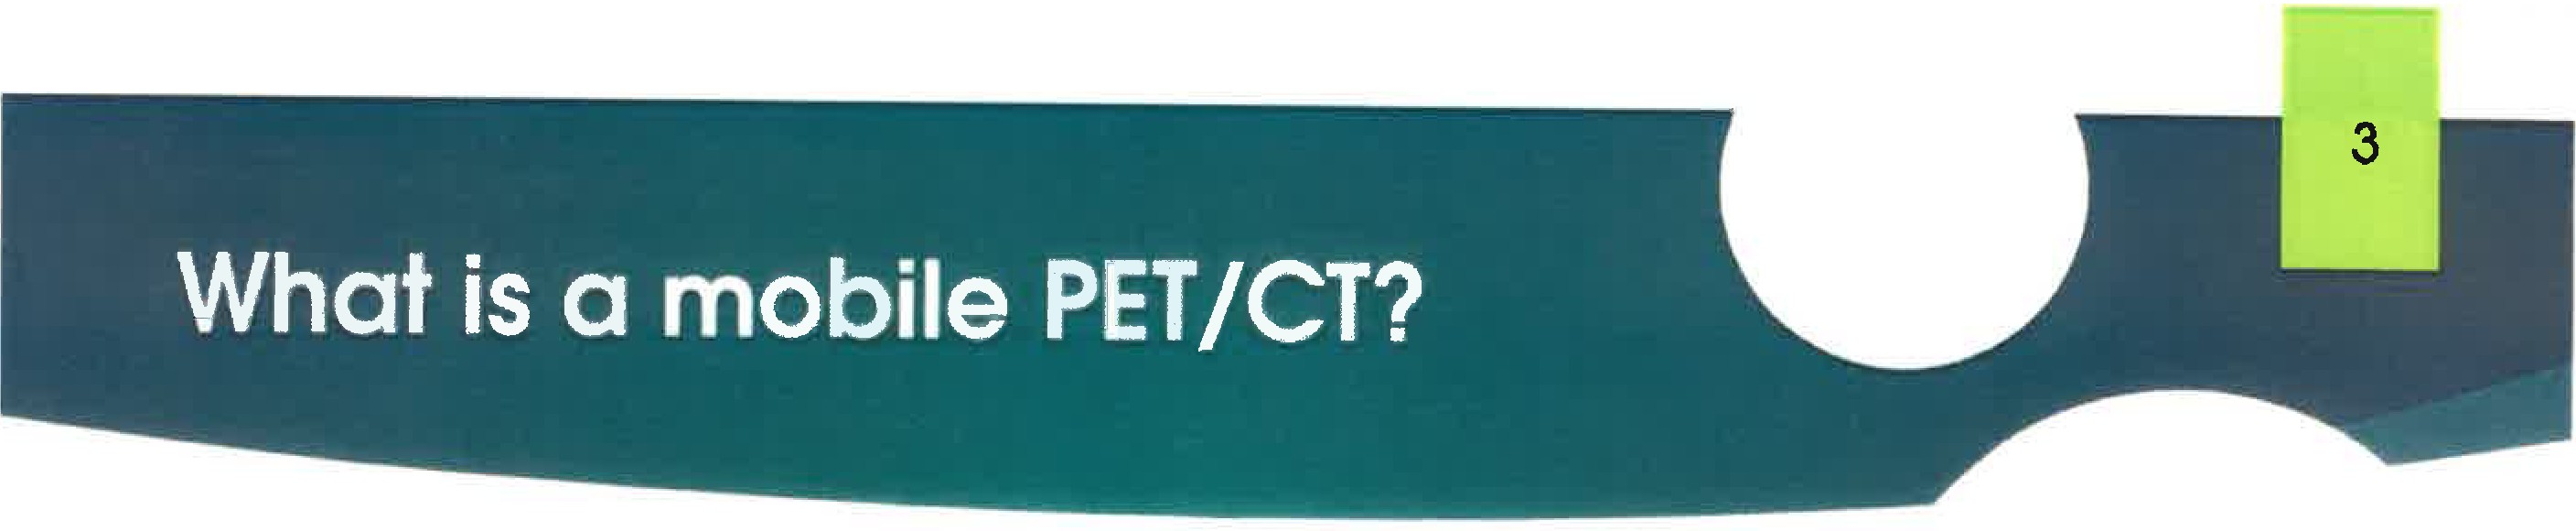 3
What is a mobile PET/CT?